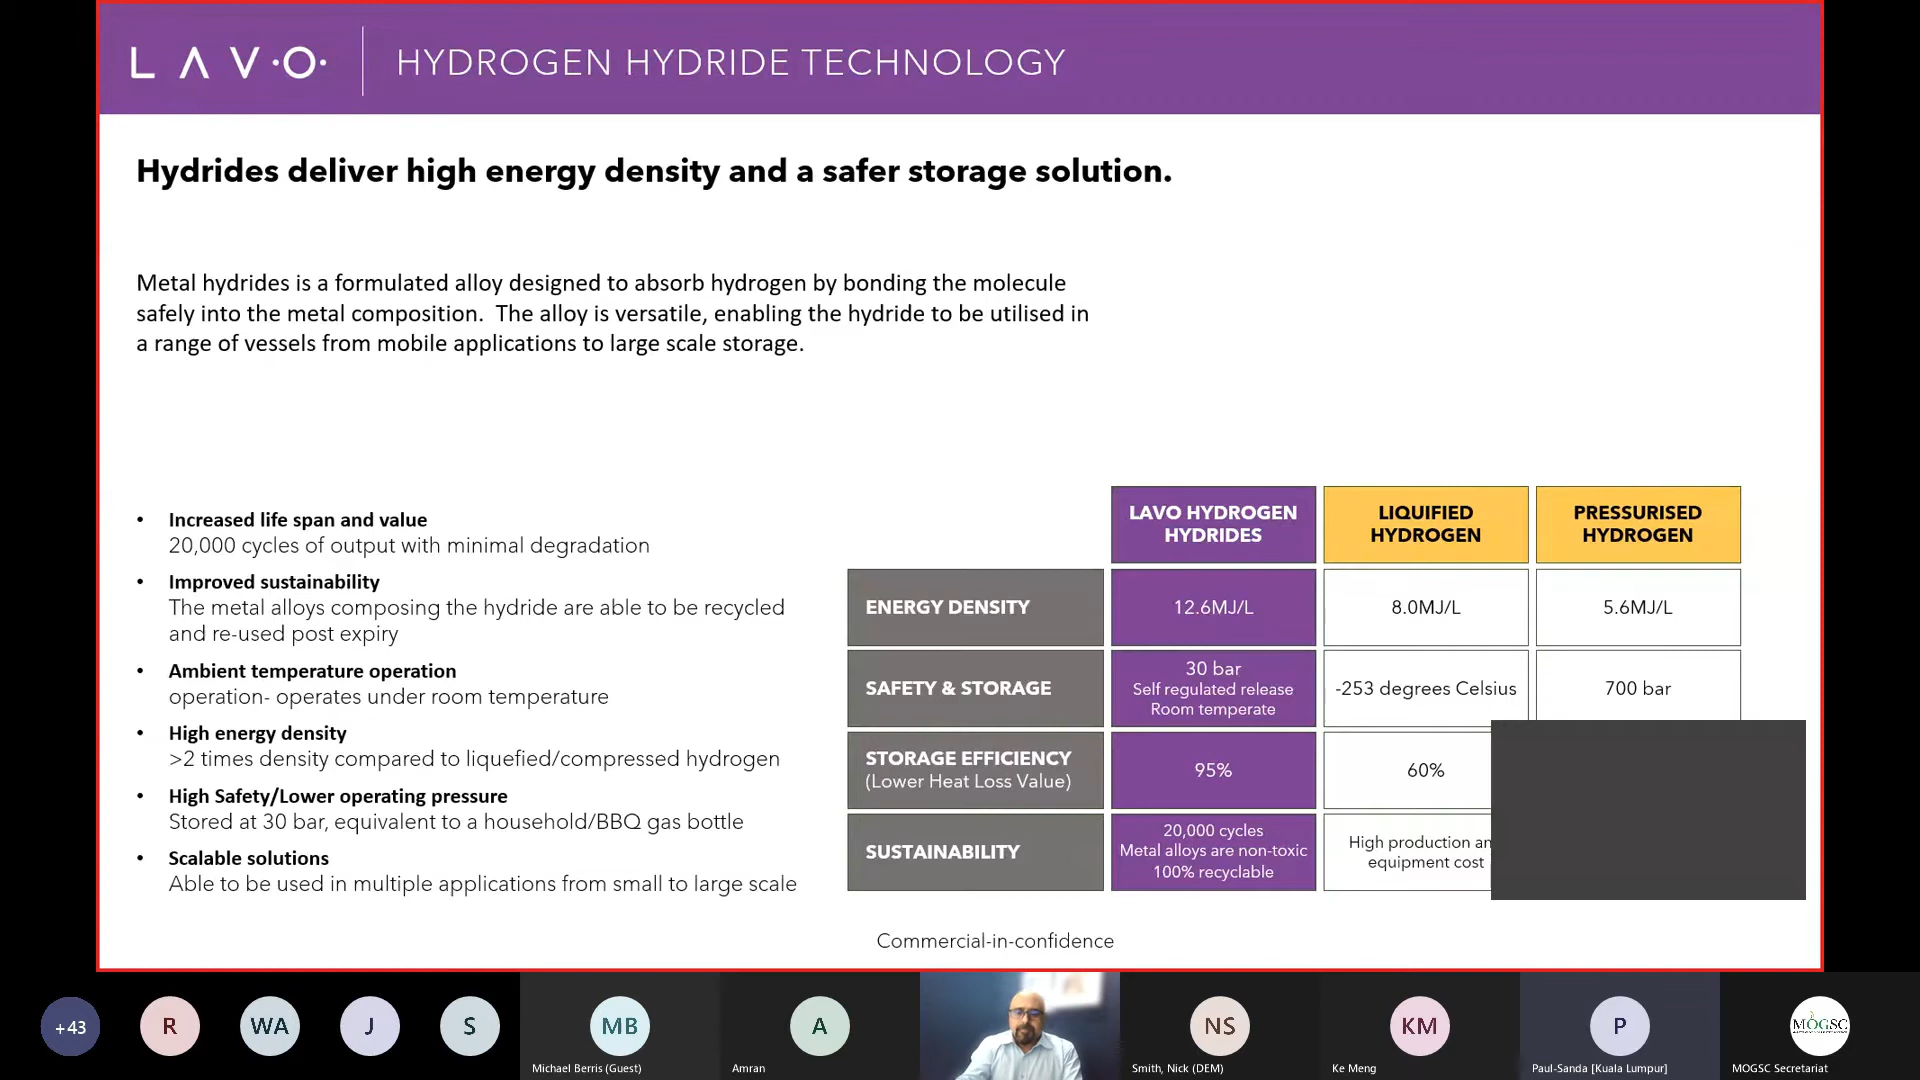 LAVO
HYDROGEN HYDRIDE TECHNOLOGY
Hydrides deliver high energy density and a safer storage solution.
Metal hydrides is a formulated alloy designed to absorb hydrogen by bonding the molecule
safely into the metal composition. The alloy is versatile, enabling the hydride to be utilised in
a range of vessels from mobile applications to large scale storage.
• Increased life span and value
20,000 cycles of output with minimal degradation
• Improved sustainability
The metal alloys composing the hydride are able to be recycled
and re-used post expiry
• Ambient temperature operation
operation- operates under room temperature
• High energy density
>2 times density compared to liquefied/compressed hydrogen
• High Safety/Lower operating pressure
Stored at 30 bar, equivalent to a household/BBQ gas bottle
• Scalable solutions
Able to be used in multiple applications from small to large scale
LAVO HYDROGEN
HYDRIDES
LIQUIFIED
HYDROGEN
PRESSURISED
HYDROGEN
ENERGY DENSITY
12.6MJ/L
8.0MJ/L
5.6MJ/L
SAFETY & STORAGE
30 bar
Self regulated release
Room temperate
-253 degrees Celsius
700 bar
STORAGE EFFICIENCY
(Lower Heat Loss Value)
95%
60%
SUSTAINABILITY
20,000 cycles
Metal alloys are non-toxic
100% recyclable
High production an
equipment cost
Commercial-in-confidence
+43
R
WA
J
S
MB
Michael Berris (Guest)
A
Amran
NS
Smith, Nick (DEM)
KM
Ke Meng
P
Paul-Sanda [Kuala Lumpur]
MOGSC
MOGSC Secretariat